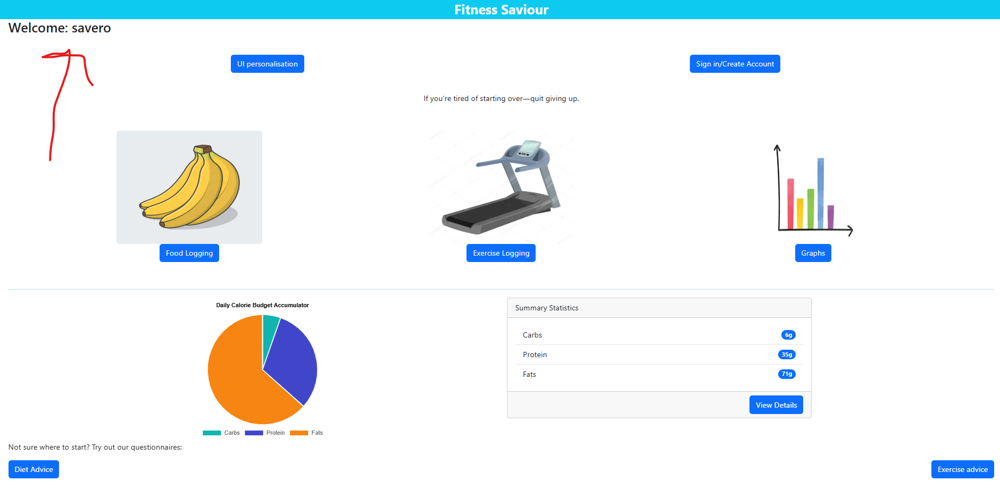 Fitness Saviour
Welcome: savero
UI personalisation
Sign in/Create Account
If you're tired of starting over—quit giving up.
Food Logging
Exercise Logging
Graphs
Daily Calorie Budget Accumulator
Carbs Protein Fats
Summary Statistics
Carbs 6g
Protein 35g
Fats 71g
View Details
Not sure where to start? Try out our questionnaires:
Diet Advice
Exercise advice